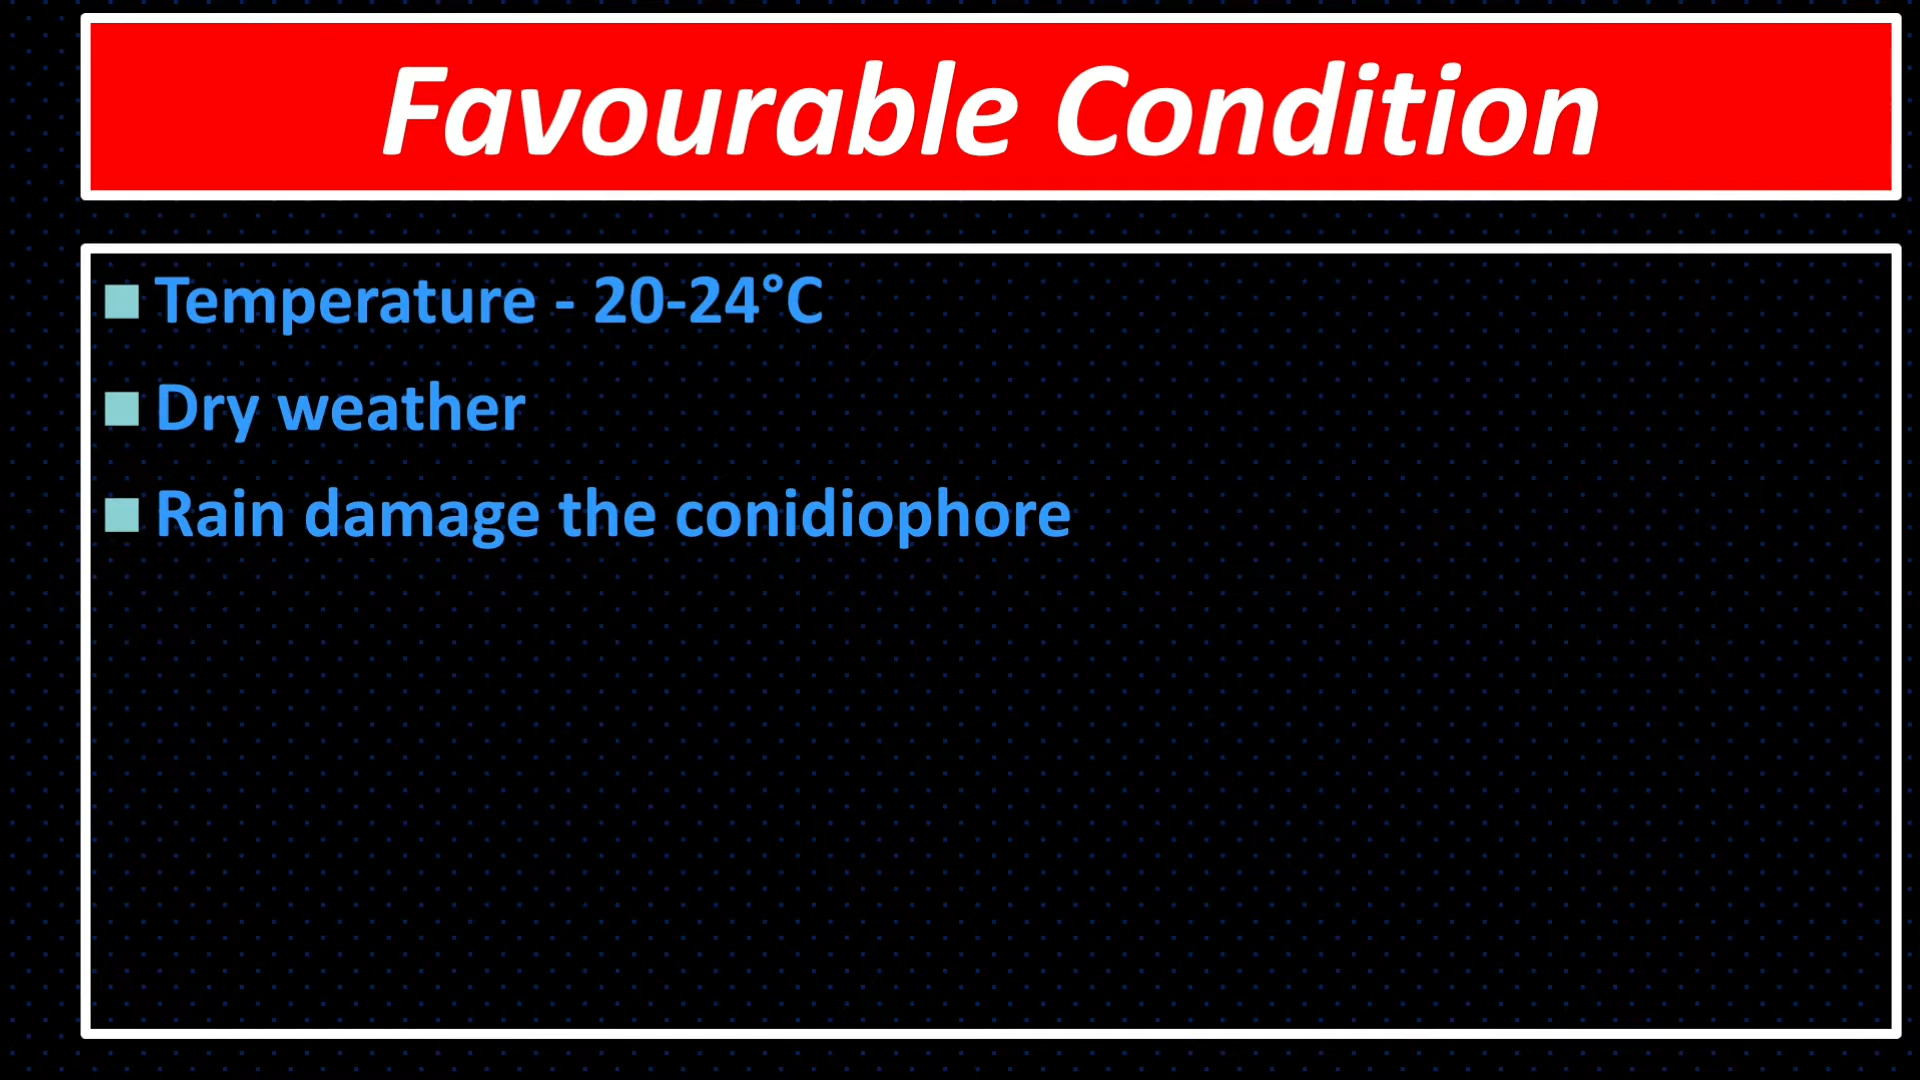 Favourable Condition
Temperature - 20-24°C
Dry weather
Rain damage the conidiophore